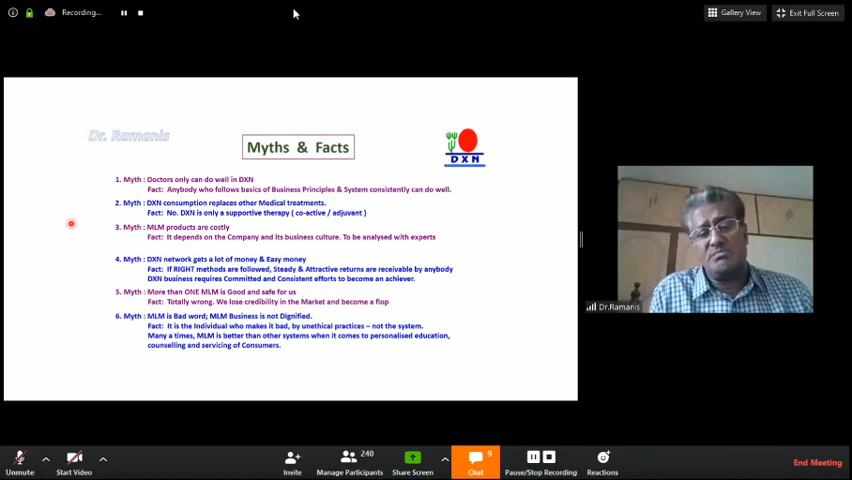 Recording...
Gallery View
Exit Full Screen
Dr. Ramanis
Myths & Facts
DXN
1. Myth : Doctors only can do well in DXN
Fact: Anybody who follows basics of Business Principles & System consistently can do well.
2. Myth : DXN consumption replaces other Medical treatments.
Fact: No. DXN is only a supportive therapy ( co-active / adjuvant )
3. Myth : MLM products are costly
Fact : It depends on the Company and its business culture. To be analysed with experts
4. Myth : DXN network gets a lot of money & Easy money
Fact : If RIGHT methods are followed, Steady & Attractive returns are receivable by anybody
DXN business requires Committed and Consistent efforts to become an achiever.
5. Myth : More than ONE MLM is Good and safe for us
Fact : Totally wrong. We lose credibility in the Market and become a flop
6. Myth : MLM is Bad word; MLM Business is not Dignified.
Fact: It is the Individual who makes it bad, by unethical practices – not the system.
Many a times, MLM is better than other systems when it comes to personalised education,
counselling and servicing of Consumers.
Dr.Ramanis
Unmute
Start Video
Invite
240
Manage Participants
Share Screen
9
Chat
Pause/Stop Recording
Reactions
End Meeting